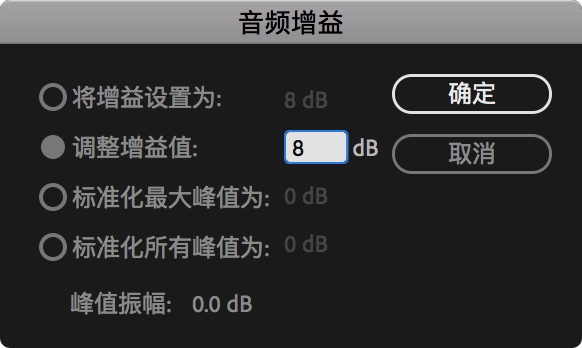 音频增益
将增益设置为: 8 dB
确定
调整增益值: 8 dB
取消
标准化最大峰值为: 0 dB
标准化所有峰值为: 0 dB
峰值振幅: 0.0 dB